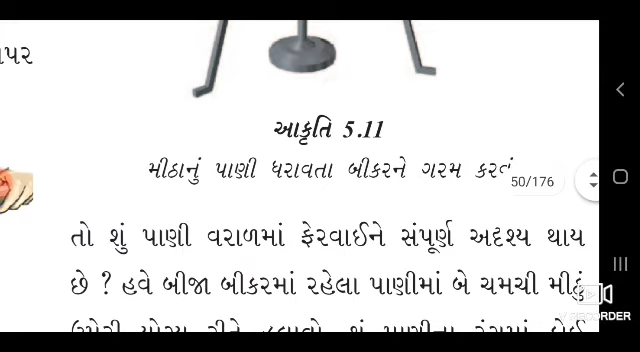 આકૃતિ 5.11
મીઠાનું પાણી ધરાવતા બીકરને ગરમ કરતું
50/176
તો શું પાણી વરાળમાં ફેરવાઈને સંપૂર્ણ અદૃશ્ય થાય
છે ? હવે બીજા બીકરમાં રહેલા પાણીમાં બે ચમચી મીઠું
RECORDER